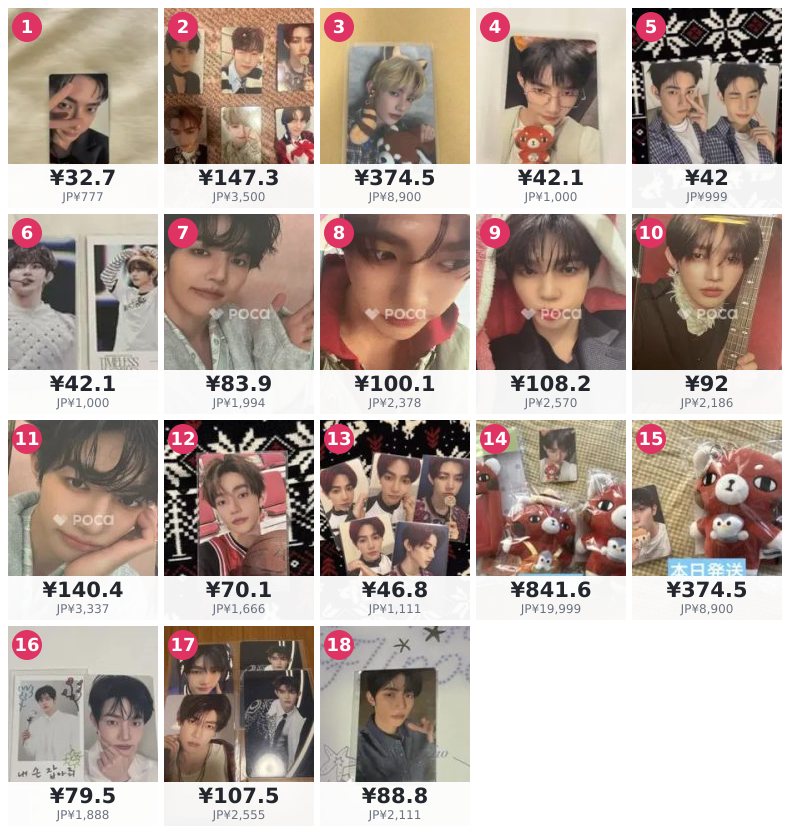 1
¥32.7
JP¥777
2
¥147.3
JP¥3,500
3
¥374.5
JP¥8,900
4
¥42.1
JP¥1,000
5
¥42
JP¥999
6
TIMELESS
¥42.1
JP¥1,000
7
POCA
¥83.9
JP¥1,994
8
POCA
¥100.1
JP¥2,378
9
POCA
¥108.2
JP¥2,570
10
POCA
¥92
JP¥2,186
11
POCA
¥140.4
JP¥3,337
12
¥70.1
JP¥1,666
13
¥46.8
JP¥1,111
14
¥841.6
JP¥19,999
15
本日発送
¥374.5
JP¥8,900
16
내 손 잡아줘
¥79.5
JP¥1,888
17
¥107.5
JP¥2,555
18
¥88.8
JP¥2,111